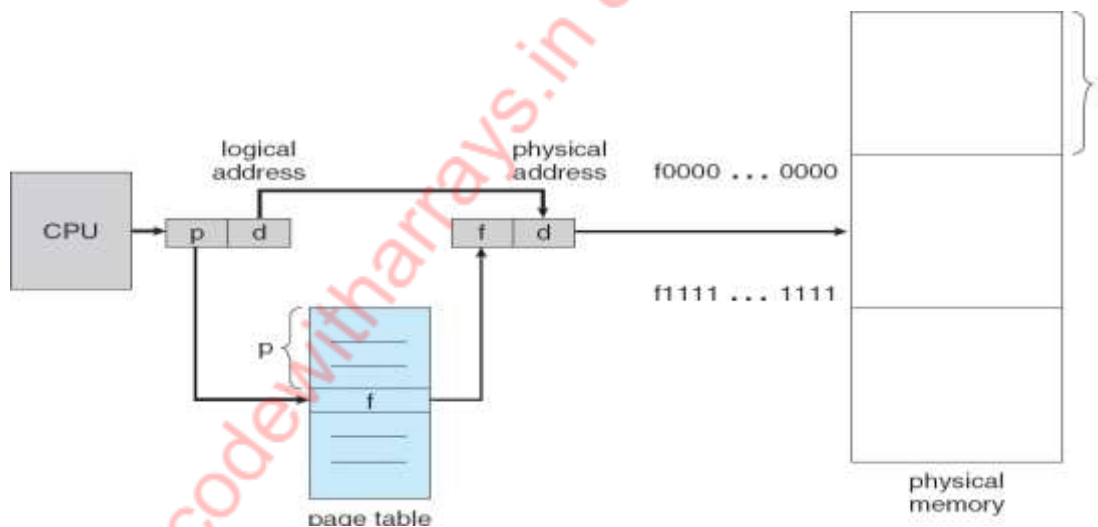 codewitharrays.in
logical
address
physical
address
f0000 ... 0000
CPU
p
d
f
d
f1111 ... 1111
p
f
page table
physical
memory